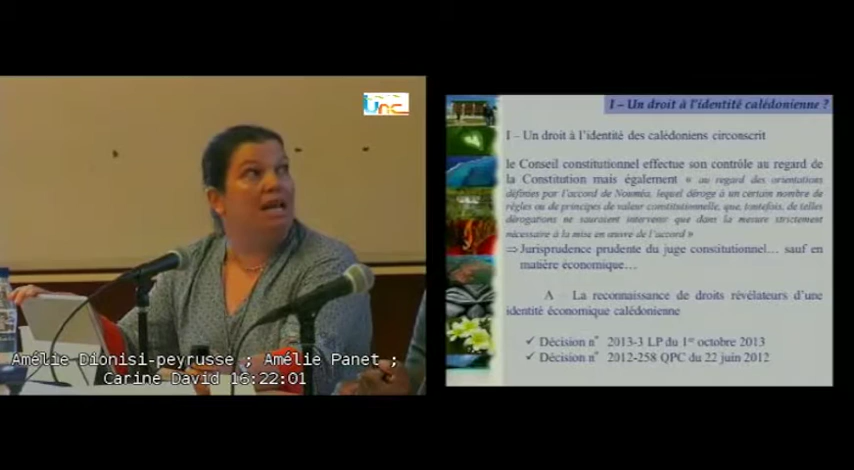 unc
Amélie Dionisi-peyrusse ; Amélie Panet ;
Carine David 16:22:01
I – Un droit à l'identité calédonienne ?
I – Un droit à l'identité des calédoniens circonscrit
le Conseil constitutionnel effectue son contrôle au regard de
la Constitution mais également « au regard des orientations
définies par l'accord de Nouméa, lequel déroge à un certain nombre de
règles ou de principes de valeur constitutionnelle, que, toutefois, de telles
dérogations ne sauraient intervenir que dans la mesure strictement
nécessaire à la mise en œuvre de l'accord »
⇒Jurisprudence prudente du juge constitutionnel… sauf en
matière économique…
A – La reconnaissance de droits révélateurs d'une
identité économique calédonienne
✓ Décision n° 2013-3 LP du 1er octobre 2013
✓ Décision n° 2012-258 QPC du 22 juin 2012